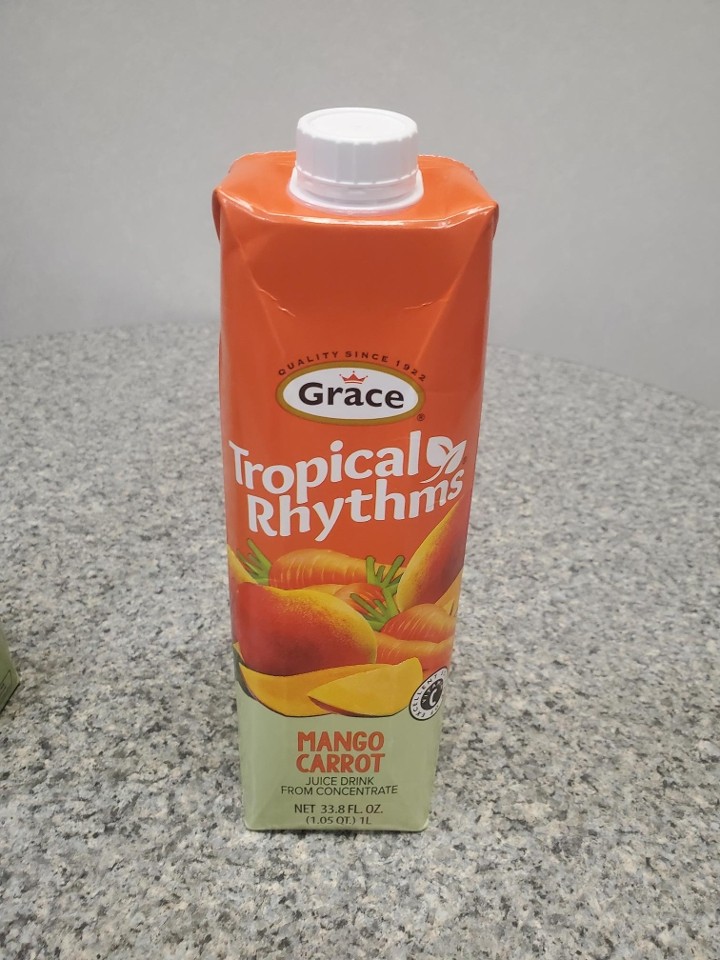 QUALITY SINCE 1922
Grace®
Tropical
Rhythms
EXCELLENT
C
MANGO
CARROT
JUICE DRINK
FROM CONCENTRATE
NET 33.8 FL. OZ.
(1.05 QT.) 1L